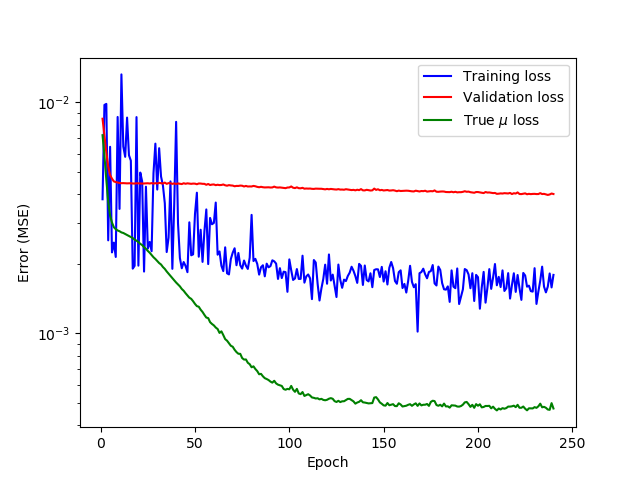 Training loss
Validation loss
True μ loss
Error (MSE)
10⁻²
10⁻³
0 50 100 150 200 250
Epoch